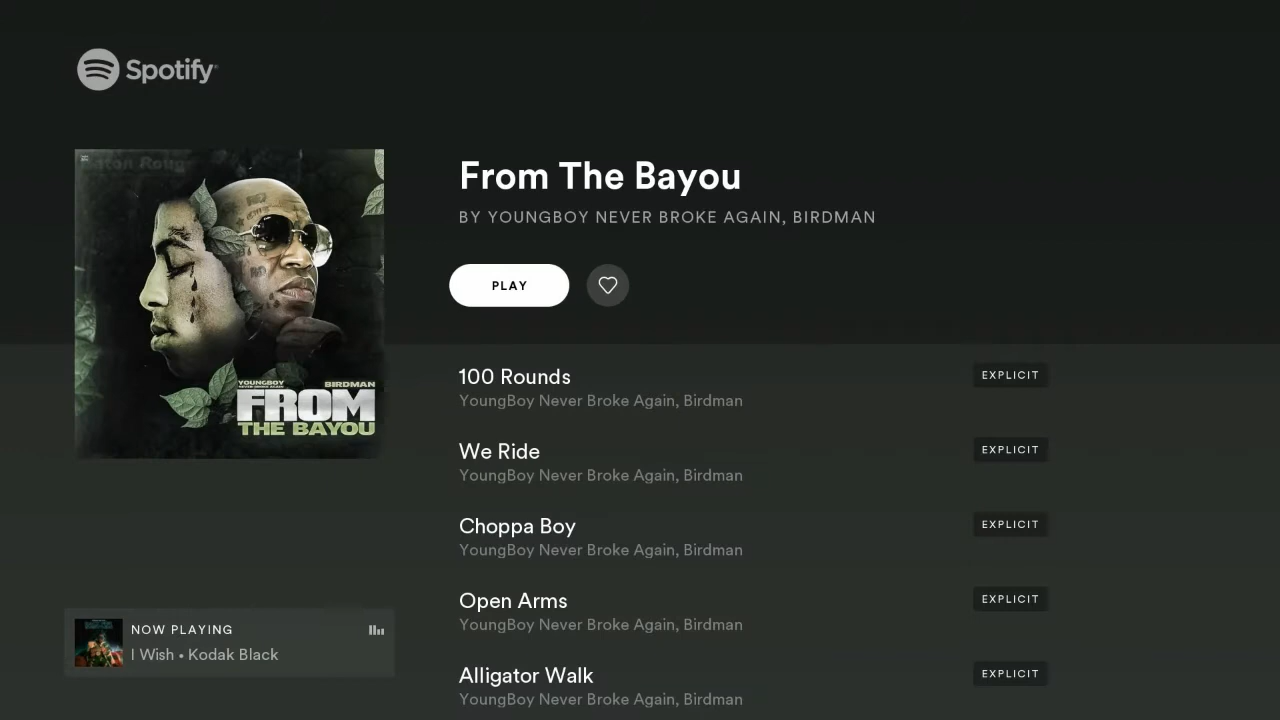 Spotify
From The Bayou
BY YOUNGBOY NEVER BROKE AGAIN, BIRDMAN
PLAY
YOUNGBOY
NEVER BROKE AGAIN
BIRDMAN
FROM
THE BAYOU
100 Rounds
EXPLICIT
YoungBoy Never Broke Again, Birdman
We Ride
EXPLICIT
YoungBoy Never Broke Again, Birdman
Choppa Boy
EXPLICIT
YoungBoy Never Broke Again, Birdman
Open Arms
EXPLICIT
YoungBoy Never Broke Again, Birdman
Alligator Walk
EXPLICIT
YoungBoy Never Broke Again, Birdman
NOW PLAYING
I Wish • Kodak Black